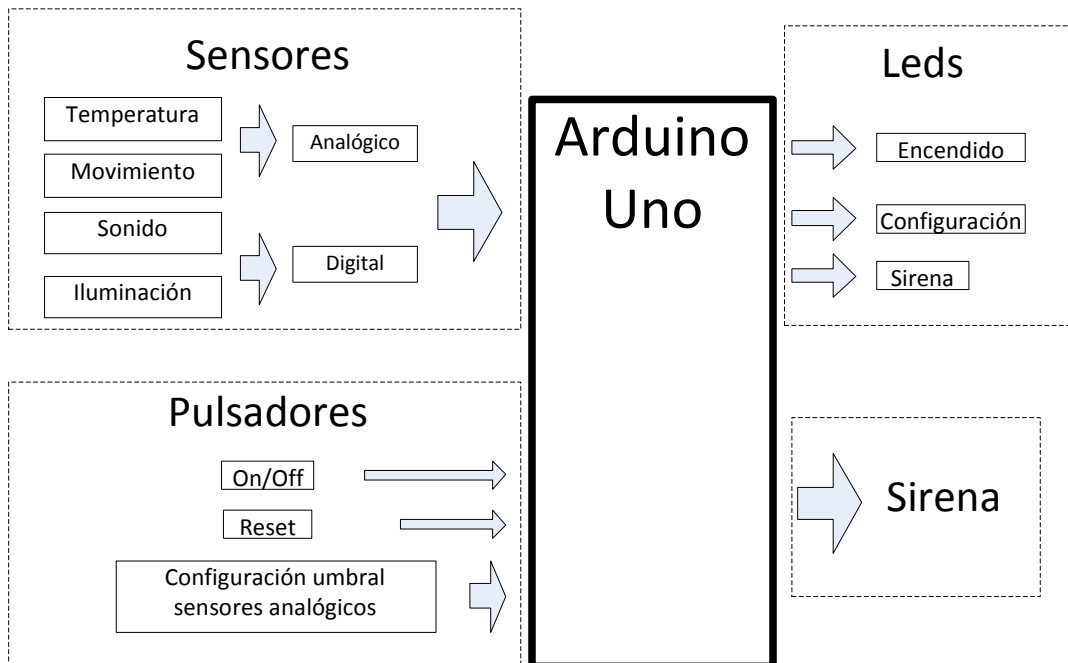 Sensores
Temperatura
Movimiento
Sonido
Iluminación
Analógico
Digital
Pulsadores
On/Off
Reset
Configuración umbral
sensores analógicos
Arduino
Uno
Leds
Encendido
Configuración
Sirena
Sirena